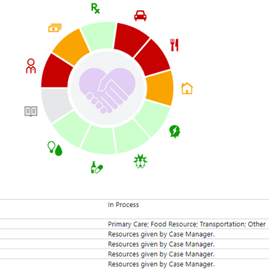 In Process
Primary Care; Food Resource; Transportation; Other
Resources given by Case Manager.
Resources given by Case Manager.
Resources given by Case Manager.
Resources given by Case Manager.